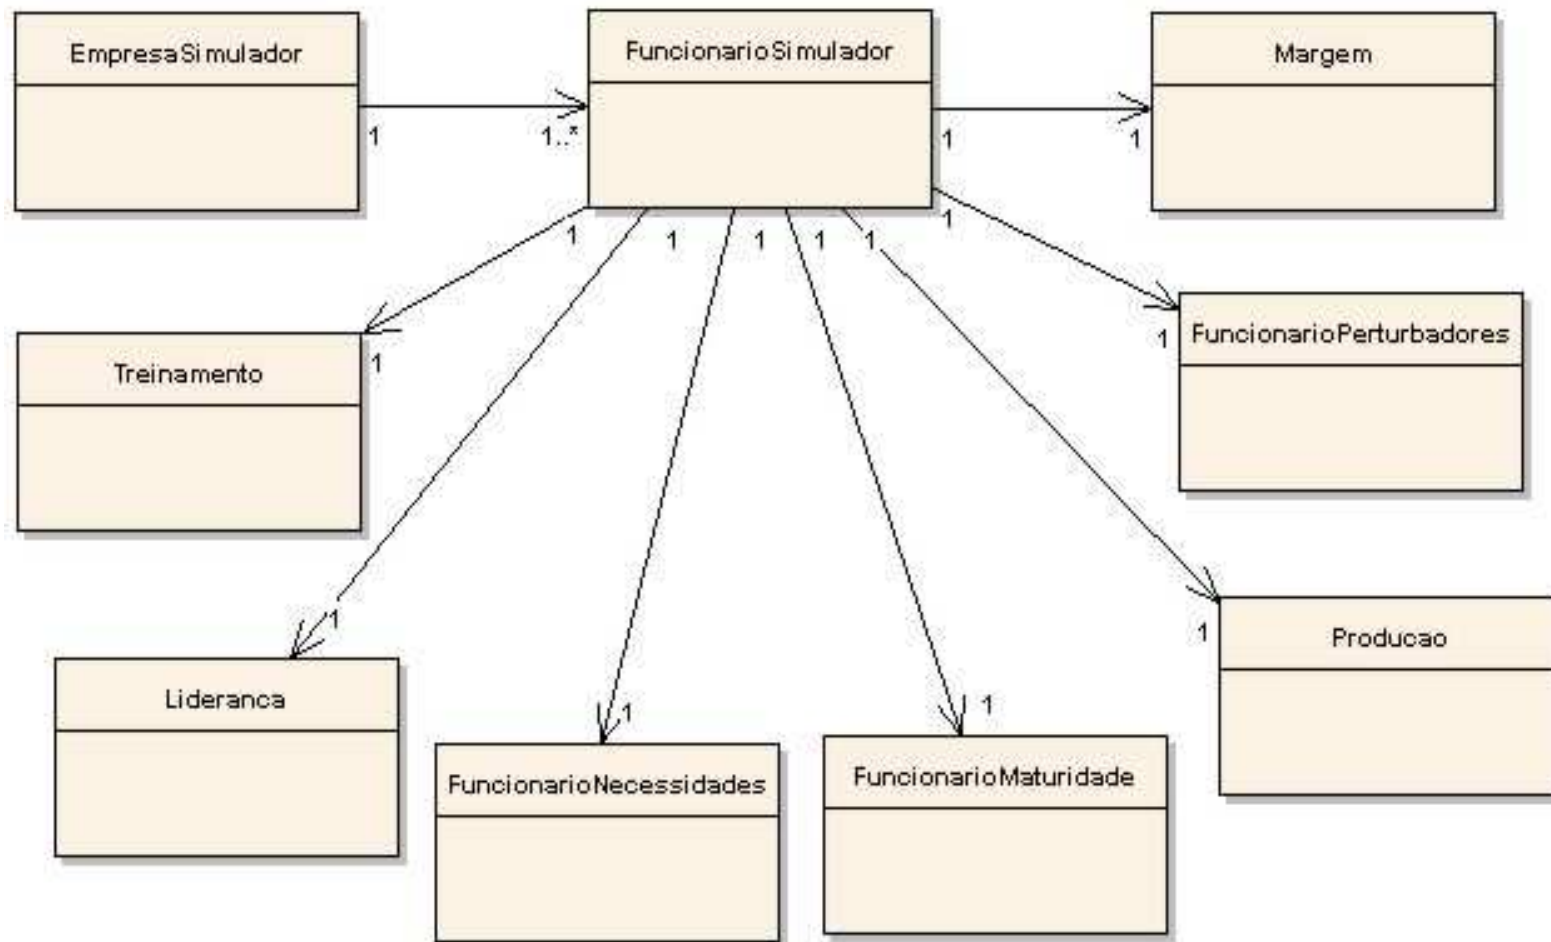 EmpresaSimulador
FuncionarioSimulador
Margem
1
1..*
1
1
1
1
1
1
1
1
1
Treinamento
1
FuncionarioPerturbadores
1
Lideranca
1
FuncionarioNecessidades
1
FuncionarioMaturidade
1
Producao
1